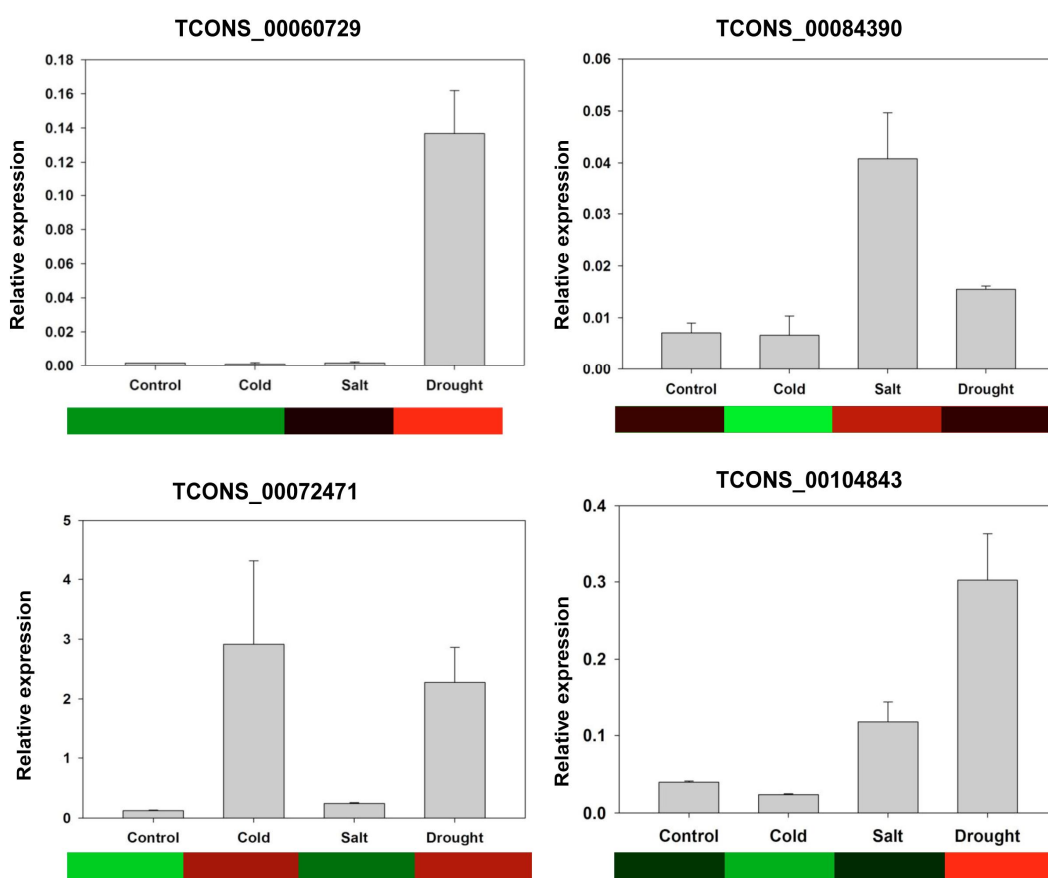 TCONS_00060729
Relative expression
0.18
0.16
0.14
0.12
0.10
0.08
0.06
0.04
0.02
0.00
Control Cold Salt Drought
TCONS_00084390
Relative expression
0.06
0.05
0.04
0.03
0.02
0.01
0.00
Control Cold Salt Drought
TCONS_00072471
Relative expression
5
4
3
2
1
0
Control Cold Salt Drought
TCONS_00104843
Relative expression
0.4
0.3
0.2
0.1
0.0
Control Cold Salt Drought